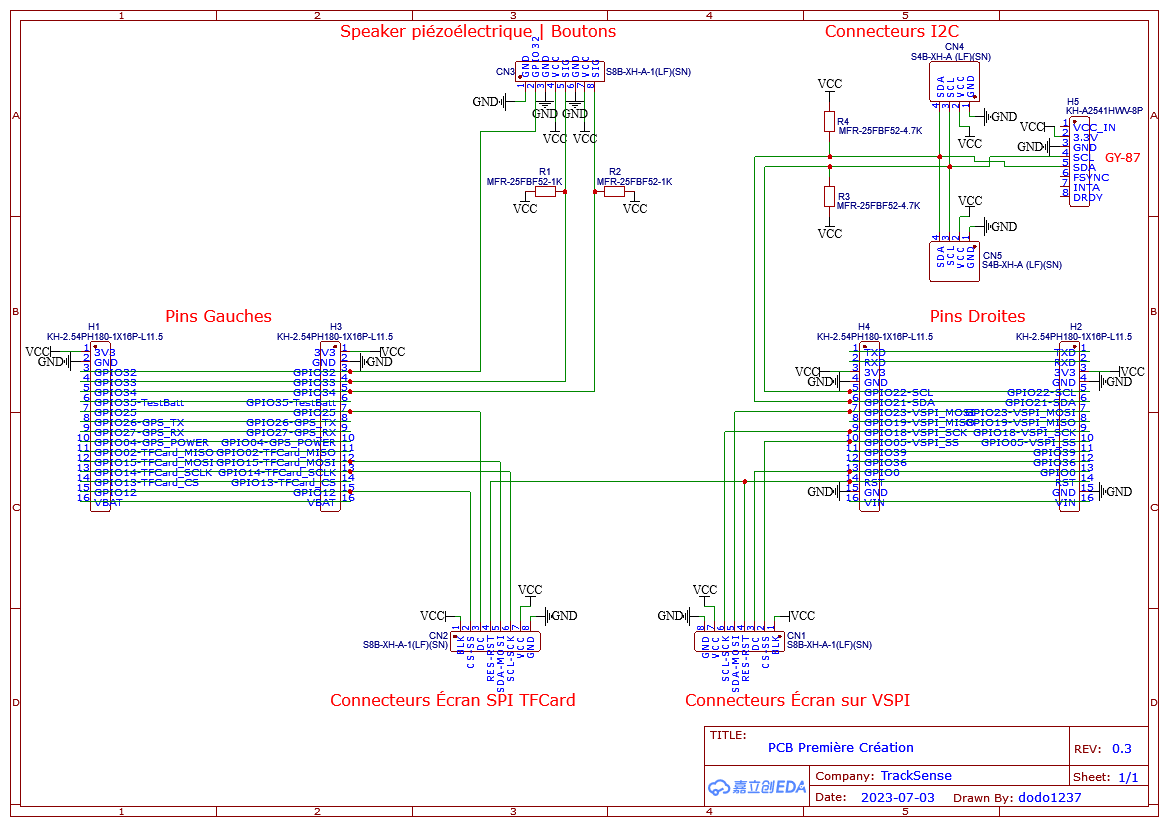 1 2 3 4 5
Speaker piézoélectrique | Boutons
Connecteurs I2C
CN3
GND
GPIO32
GND
VCC
SIG
GND
VCC
SIG
S8B-XH-A-1(LF)(SN)
1 2 3 4 5 6 7 8
GND
GND
GND
VCC
VCC
R1
MFR-25FBF52-1K
VCC
R2
MFR-25FBF52-1K
VCC
CN4
S4B-XH-A (LF)(SN)
SDA
SCL
VCC
GND
4 3 2 1
GND
VCC
VCC
R4
MFR-25FBF52-4.7K
R3
MFR-25FBF52-4.7K
VCC
H5
KH-A2541HWV-8P
VCC
GND
1 VCC_IN
2 3.3V
3 GND
4 SCL
5 SDA
6 FSYNC
7 INTA
8 DRDY
GY-87
VCC
GND
4 3 2 1
SDA
SCL
VCC
GND
CN5
S4B-XH-A (LF)(SN)
A
A
B
B
C
C
D
D
Pins Gauches
H1
KH-2.54PH180-1X16P-L11.5
VCC
GND
1 3V3
2 GND
3 GPIO32
4 GPIO33
5 GPIO34
6 GPIO35-TestBatt
7 GPIO25
8 GPIO26-GPS_TX
9 GPIO27-GPS_RX
10 GPIO04-GPS_POWER
11 GPIO02-TFCard_MISO
12 GPIO15-TFCard_MOSI
13 GPIO14-TFCard_SCLK
14 GPIO13-TFCard_CS
15 GPIO12
16 VBAT
H3
KH-2.54PH180-1X16P-L11.5
VCC
GND
3V3 1
GND 2
GPIO32 3
GPIO33 4
GPIO34 5
GPIO35-TestBatt 6
GPIO25 7
GPIO26-GPS_TX 8
GPIO27-GPS_RX 9
GPIO04-GPS_POWER 10
GPIO02-TFCard_MISO 11
GPIO15-TFCard_MOSI 12
GPIO14-TFCard_SCLK 13
GPIO13-TFCard_CS 14
GPIO12 15
VBAT 16
Pins Droites
H4
KH-2.54PH180-1X16P-L11.5
VCC
GND
GND
1 TXD
2 RXD
3 3V3
4 GND
5 GPIO22-SCL
6 GPIO21-SDA
7 GPIO23-VSPI_MOSI
8 GPIO19-VSPI_MISO
9 GPIO18-VSPI_SCK
10 GPIO05-VSPI_SS
11 GPIO39
12 GPIO36
13 GPIO0
14 RST
15 GND
16 VIN
H2
KH-2.54PH180-1X16P-L11.5
VCC
GND
GND
TXD 1
RXD 2
3V3 3
GND 4
GPIO22-SCL 5
GPIO21-SDA 6
GPIO23-VSPI_MOSI 7
GPIO19-VSPI_MISO 8
GPIO18-VSPI_SCK 9
GPIO05-VSPI_SS 10
GPIO39 11
GPIO36 12
GPIO0 13
RST 14
GND 15
VIN 16
VCC
VCC
GND
CN2
S8B-XH-A-1(LF)(SN)
1 2 3 4 5 6 7 8
BLK
CS-SS
DC
RES-RST
SDA-MOSI
SCL-SCK
VCC
GND
Connecteurs Écran SPI TFCard
VCC
GND
VCC
8 7 6 5 4 3 2 1
GND
VCC
SCL-SCK
SDA-MOSI
RES-RST
DC
CS-SS
BLK
CN1
S8B-XH-A-1(LF)(SN)
Connecteurs Écran sur VSPI
TITLE:
PCB Première Création
REV: 0.3
嘉立创EDA
Company: TrackSense
Sheet: 1/1
Date: 2023-07-03 Drawn By: dodo1237
1 2 3 4 5